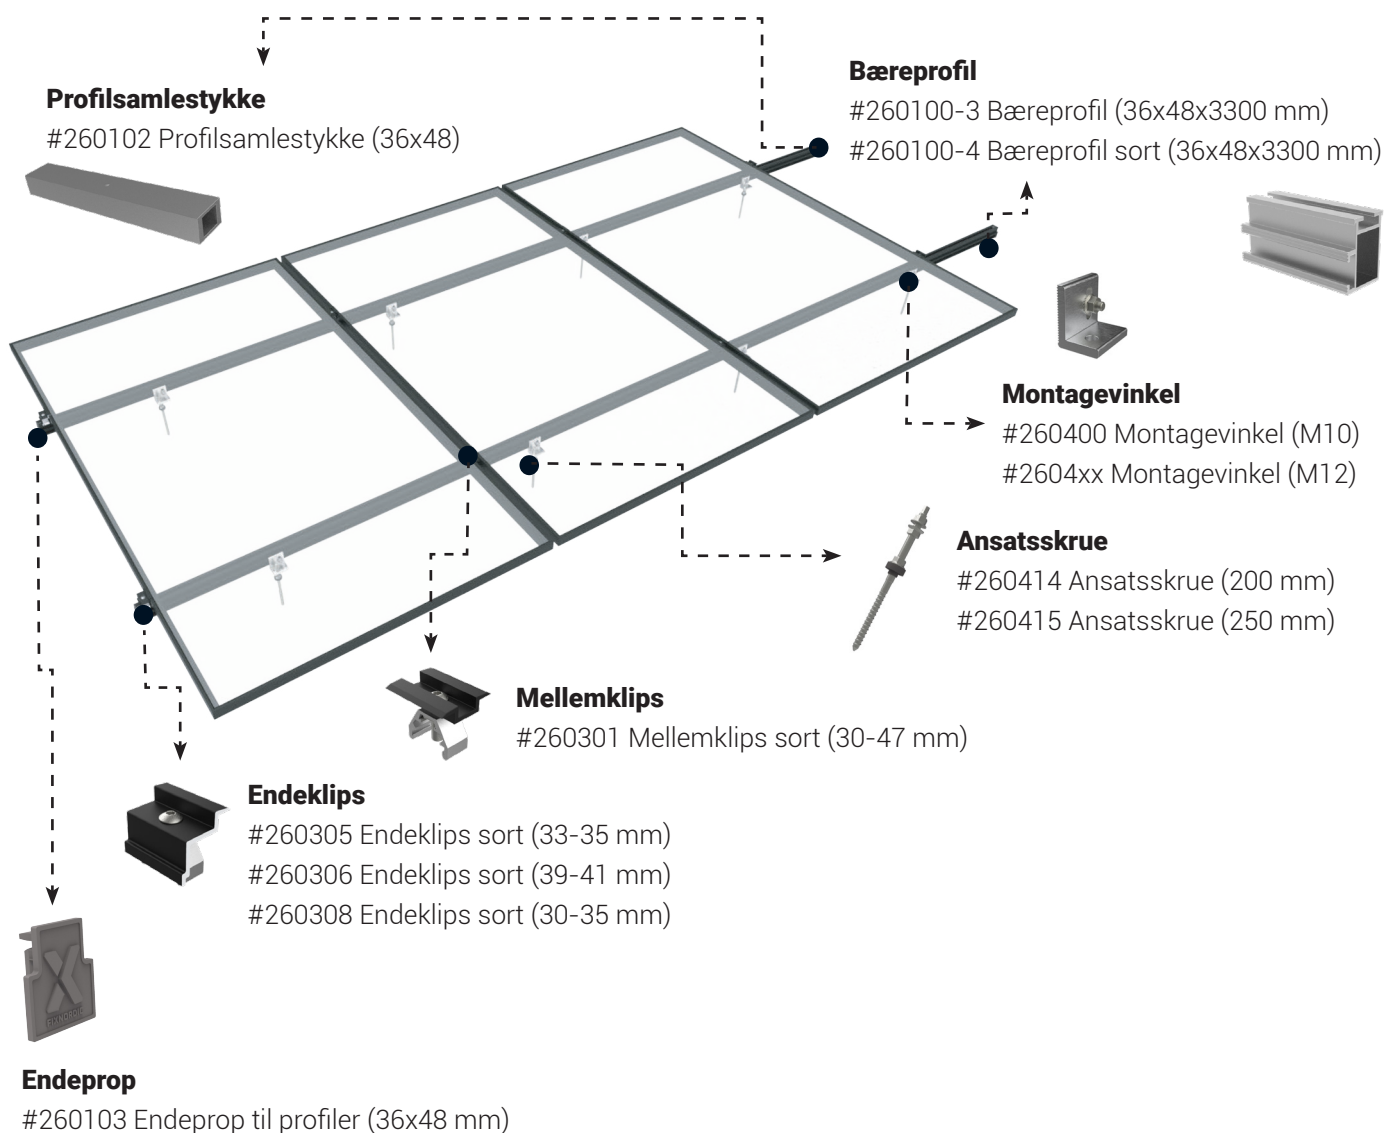 Profilsamlestykke
#260102 Profilsamlestykke (36x48)
Bæreprofil
#260100-3 Bæreprofil (36x48x3300 mm)
#260100-4 Bæreprofil sort (36x48x3300 mm)
Montagevinkel
#260400 Montagevinkel (M10)
#2604xx Montagevinkel (M12)
Ansatsskrue
#260414 Ansatsskrue (200 mm)
#260415 Ansatsskrue (250 mm)
Mellemklips
#260301 Mellemklips sort (30-47 mm)
Endeklips
#260305 Endeklips sort (33-35 mm)
#260306 Endeklips sort (39-41 mm)
#260308 Endeklips sort (30-35 mm)
X
Endeprop
#260103 Endeprop til profiler (36x48 mm)